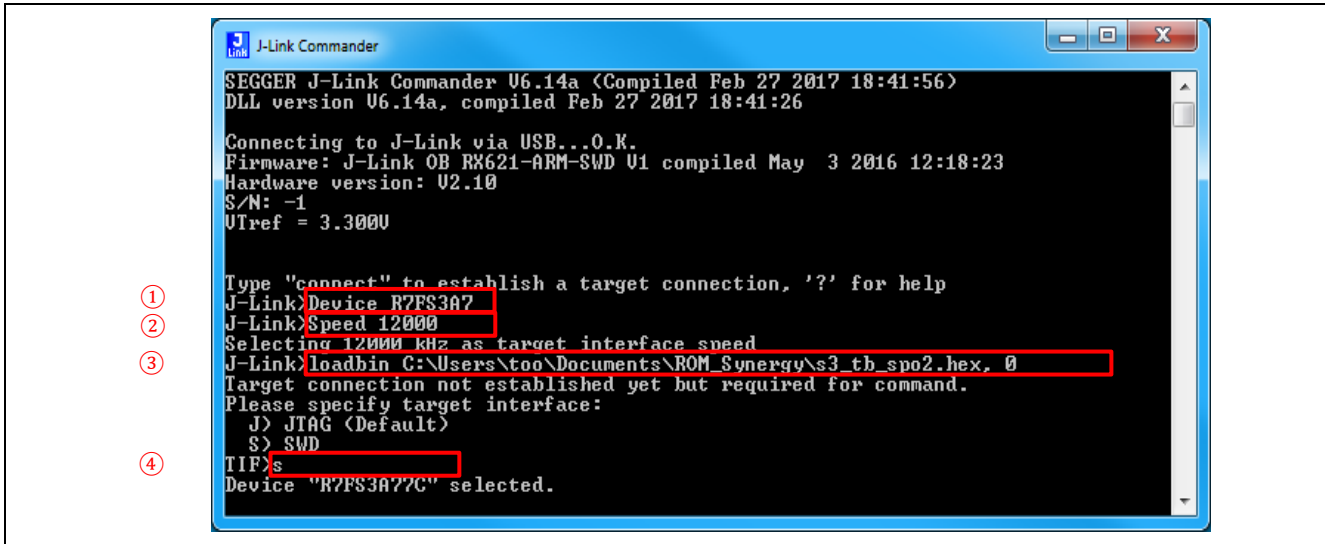 J-Link Commander
SEGGER J-Link Commander V6.14a (Compiled Feb 27 2017 18:41:56)
DLL version V6.14a, compiled Feb 27 2017 18:41:26
Connecting to J-Link via USB...O.K.
Firmware: J-Link OB RX621-ARM-SWD V1 compiled May  3 2016 12:18:23
Hardware version: V2.10
S/N: -1
VTref = 3.300V
Type "connect" to establish a target connection, '?' for help
① J-Link>Device R7FS3A7
② J-Link>Speed 12000
Selecting 12000 kHz as target interface speed
③ J-Link>loadbin C:\Users\too\Documents\ROM_Synergy\s3_tb_spo2.hex, 0
Target connection not established yet but required for command.
Please specify target interface:
J) JTAG (Default)
S) SWD
④ TIF>s
Device "R7FS3A77C" selected.